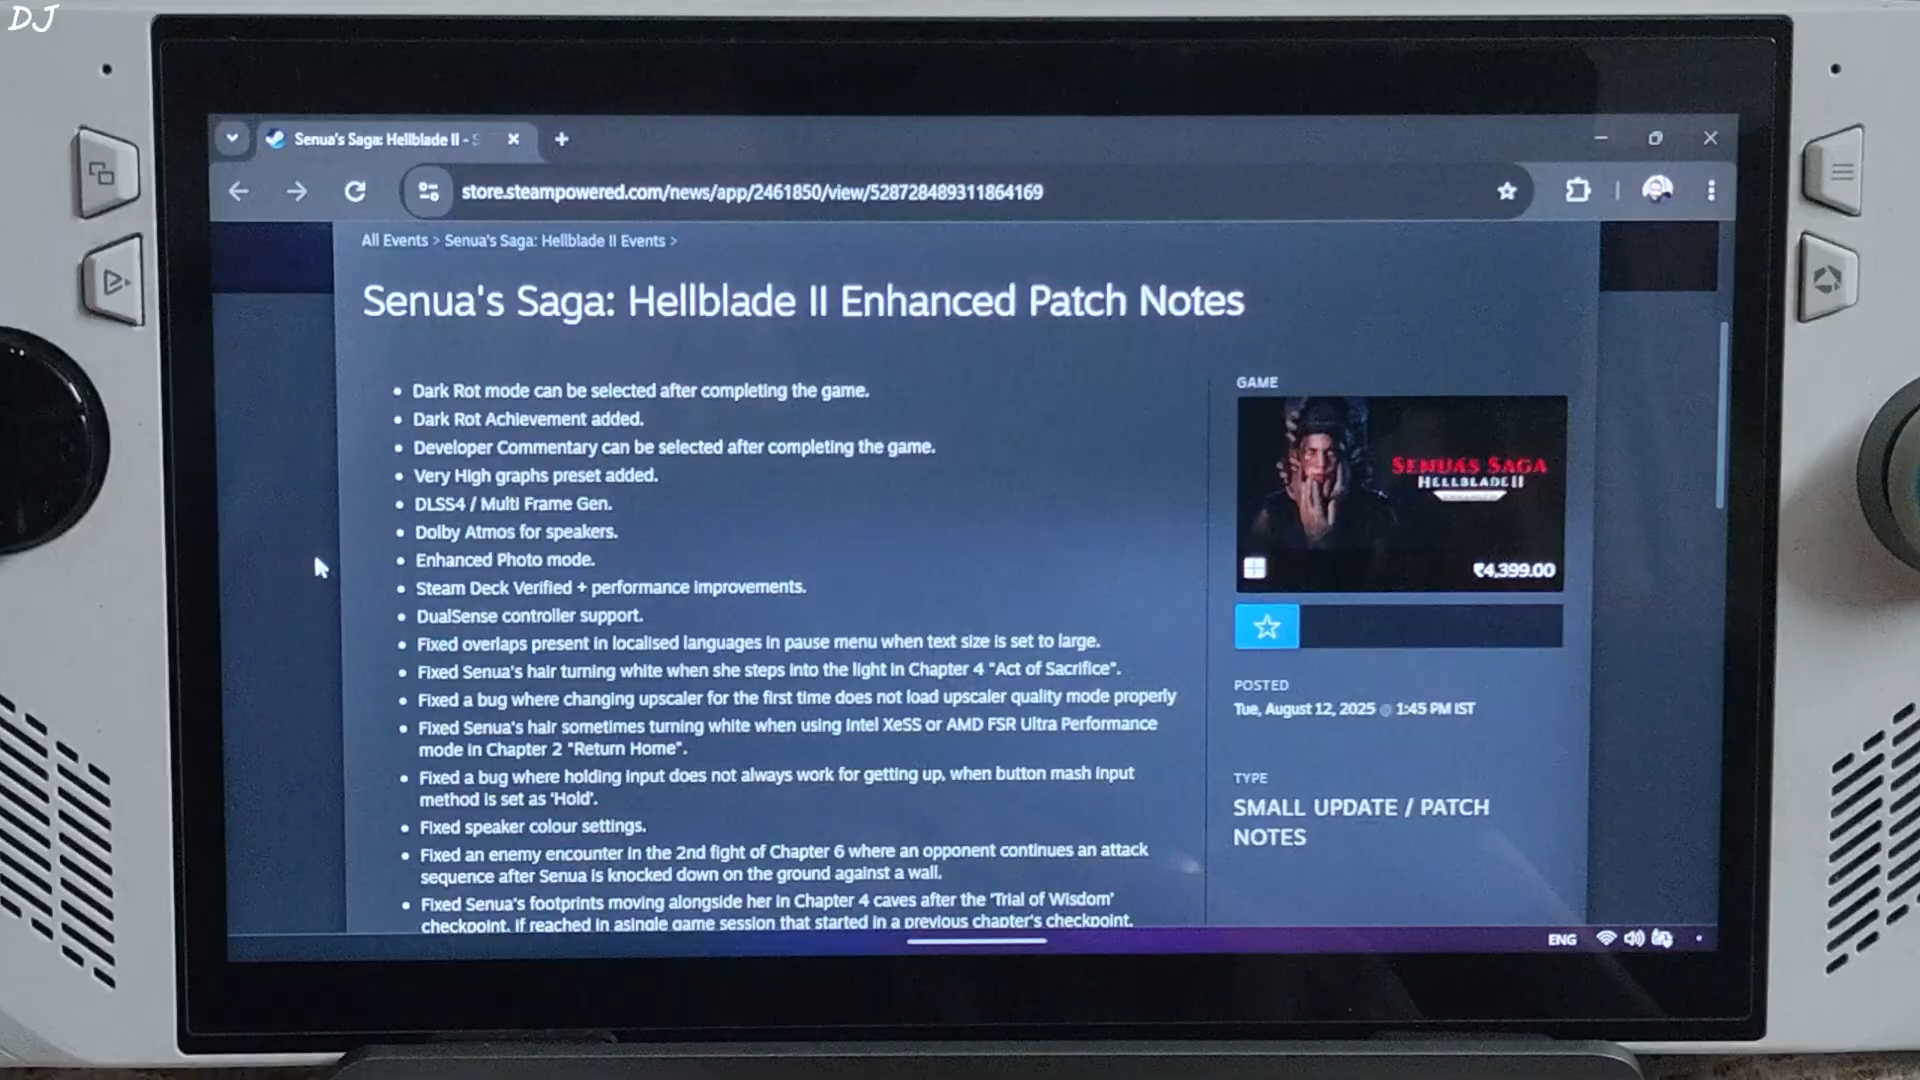 DJ
Senua's Saga: Hellblade II - S
store.steampowered.com/news/app/2461850/view/528728489311864169
All Events > Senua's Saga: Hellblade II Events >
Senua's Saga: Hellblade II Enhanced Patch Notes
Dark Rot mode can be selected after completing the game.
Dark Rot Achievement added.
Developer Commentary can be selected after completing the game.
Very High graphs preset added.
DLSS4 / Multi Frame Gen.
Dolby Atmos for speakers.
Enhanced Photo mode.
Steam Deck Verified + performance improvements.
DualSense controller support.
Fixed overlaps present in localised languages in pause menu when text size is set to large.
Fixed Senua's hair turning white when she steps into the light in Chapter 4 "Act of Sacrifice".
Fixed a bug where changing upscaler for the first time does not load upscaler quality mode properly
Fixed Senua's hair sometimes turning white when using Intel XeSS or AMD FSR Ultra Performance
mode in Chapter 2 "Return Home".
Fixed a bug where holding input does not always work for getting up, when button mash input
method is set as 'Hold'.
Fixed speaker colour settings.
Fixed an enemy encounter in the 2nd fight of Chapter 6 where an opponent continues an attack
sequence after Senua is knocked down on the ground against a wall.
Fixed Senua's footprints moving alongside her in Chapter 4 caves after the 'Trial of Wisdom'
checkpoint, if reached in asingle game session that started in a previous chapter's checkpoint.
GAME
SENUA'S SAGA
HELLBLADE II
₹4,399.00
POSTED
Tue, August 12, 2025 @ 1:45 PM IST
TYPE
SMALL UPDATE / PATCH
NOTES
ENG